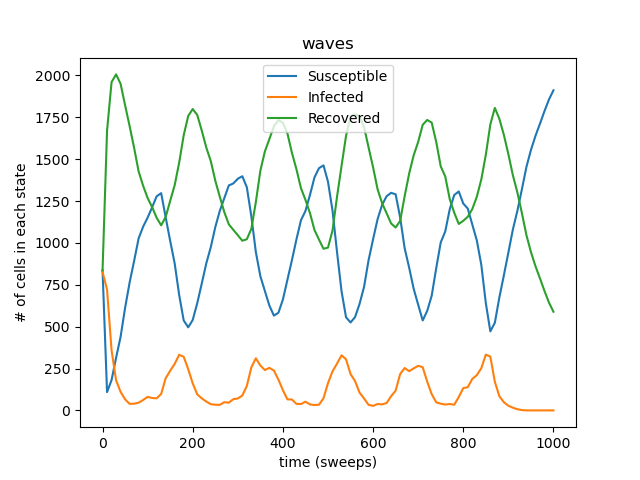 waves
Susceptible
Infected
Recovered
# of cells in each state
2000
1750
1500
1250
1000
750
500
250
0
0 200 400 600 800 1000
time (sweeps)